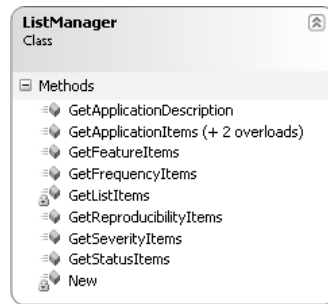 ListManager
Class
Methods
GetApplicationDescription
GetApplicationItems (+ 2 overloads)
GetFeatureItems
GetFrequencyItems
GetListItems
GetReproducibilityItems
GetSeverityItems
GetStatusItems
New